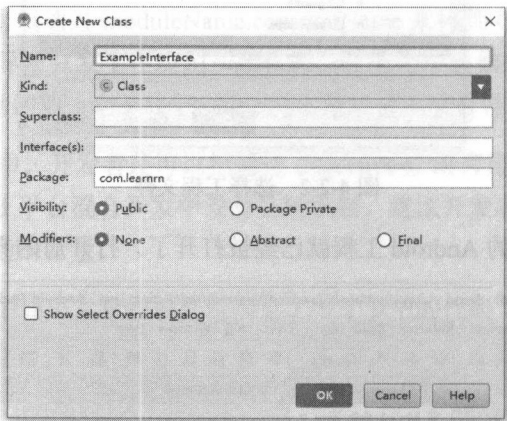 Create New Class
Name: ExampleInterface
Kind: Class
Superclass:
Interface(s):
Package: com.learnrn
Visibility: Public Package Private
Modifiers: None Abstract Final
Show Select Overrides Dialog
OK Cancel Help